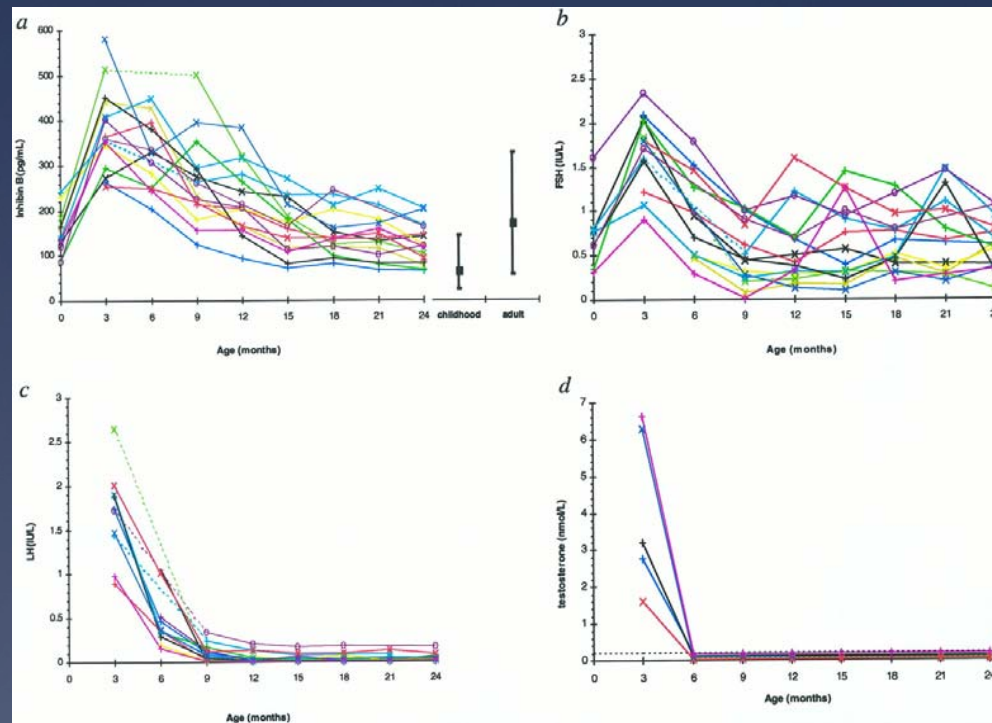 a
Inhibin B (pg/mL)
600
500
400
300
200
100
0
0 3 6 9 12 15 18 21 24 childhood adult
Age (months)
b
FSH (IU/L)
3
2.5
2
1.5
1
0.5
0
0 3 6 9 12 15 18 21
Age (months)
c
LH(IU/L)
3
2.5
2
1.5
1
0.5
0
0 3 6 9 12 15 18 21 24
Age (months)
d
testosterone (nmol/L)
7
6
5
4
3
2
1
0
0 3 6 9 12 15 18 21 24
Age (months)